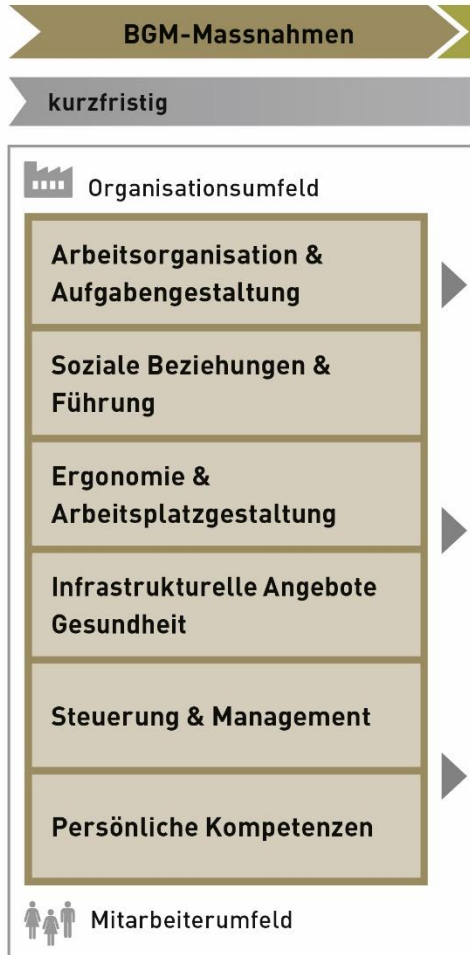 BGM-Massnahmen
kurzfristig
Organisationsumfeld
Arbeitsorganisation &
Aufgabengestaltung
Soziale Beziehungen &
Führung
Ergonomie &
Arbeitsplatzgestaltung
Infrastrukturelle Angebote
Gesundheit
Steuerung & Management
Persönliche Kompetenzen
Mitarbeiterumfeld